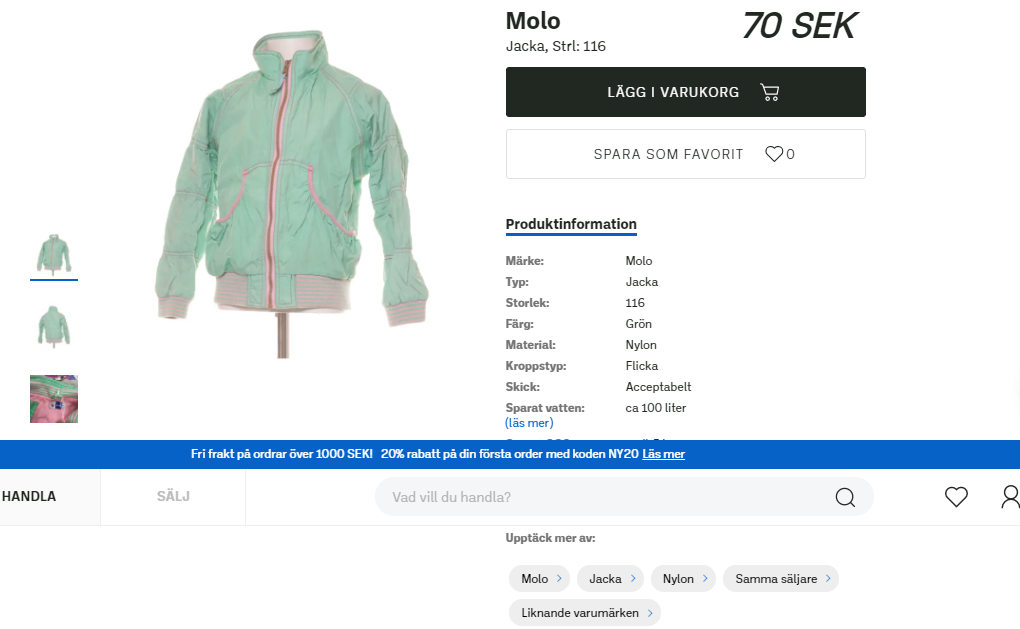 Molo
70 SEK
Jacka, Strl: 116
LÄGG I VARUKORG
SPARA SOM FAVORIT 0
Produktinformation
Märke: Molo
Typ: Jacka
Storlek: 116
Färg: Grön
Material: Nylon
Kroppstyp: Flicka
Skick: Acceptabelt
Sparat vatten: ca 100 liter
(läs mer)
Fri frakt på ordrar över 1000 SEK! 20% rabatt på din första order med koden NY20 Läs mer
HANDLA
SÄLJ
Vad vill du handla?
Upptäck mer av:
Molo
Jacka
Nylon
Samma säljare
Liknande varumärken